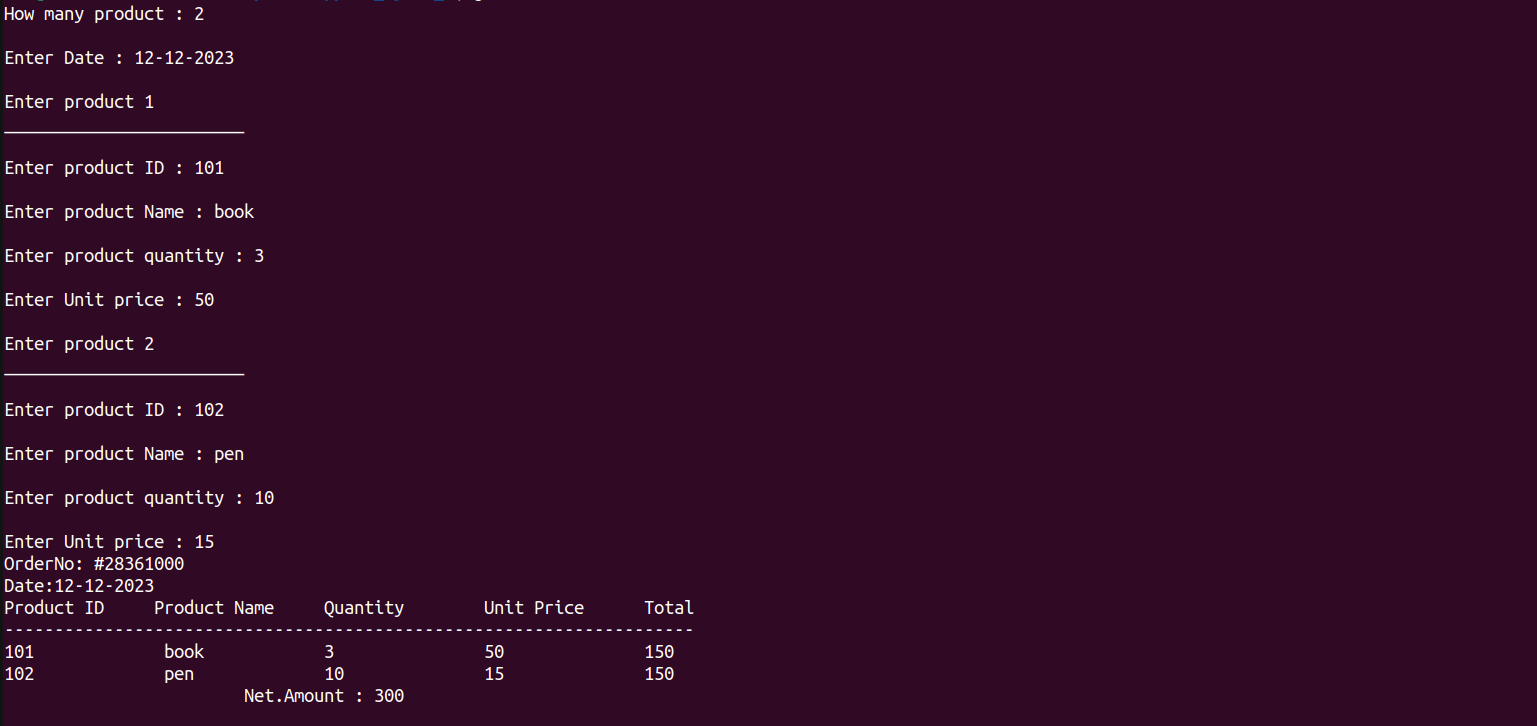 How many product : 2
Enter Date : 12-12-2023
Enter product 1
________________________
Enter product ID : 101
Enter product Name : book
Enter product quantity : 3
Enter Unit price : 50
Enter product 2
________________________
Enter product ID : 102
Enter product Name : pen
Enter product quantity : 10
Enter Unit price : 15
OrderNo: #28361000
Date:12-12-2023
Product ID     Product Name     Quantity        Unit Price      Total
---------------------------------------------------------------------
101             book            3               50              150
102             pen             10              15              150
                        Net.Amount : 300